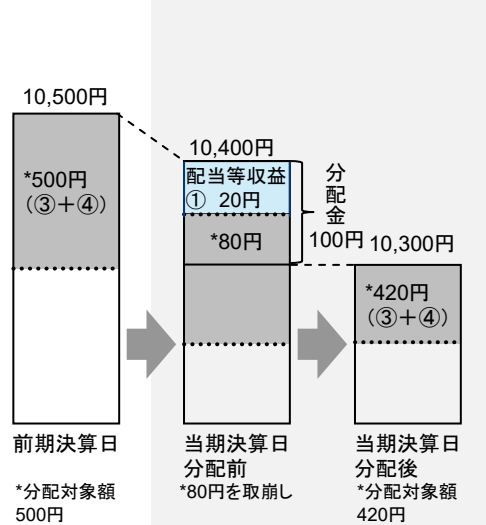 10,500円
*500円
（③＋④）
前期決算日
*分配対象額
500円
10,400円
配当等収益
① 20円
*80円
分配金
100円
当期決算日
分配前
*80円を取崩し
10,300円
*420円
（③＋④）
当期決算日
分配後
*分配対象額
420円